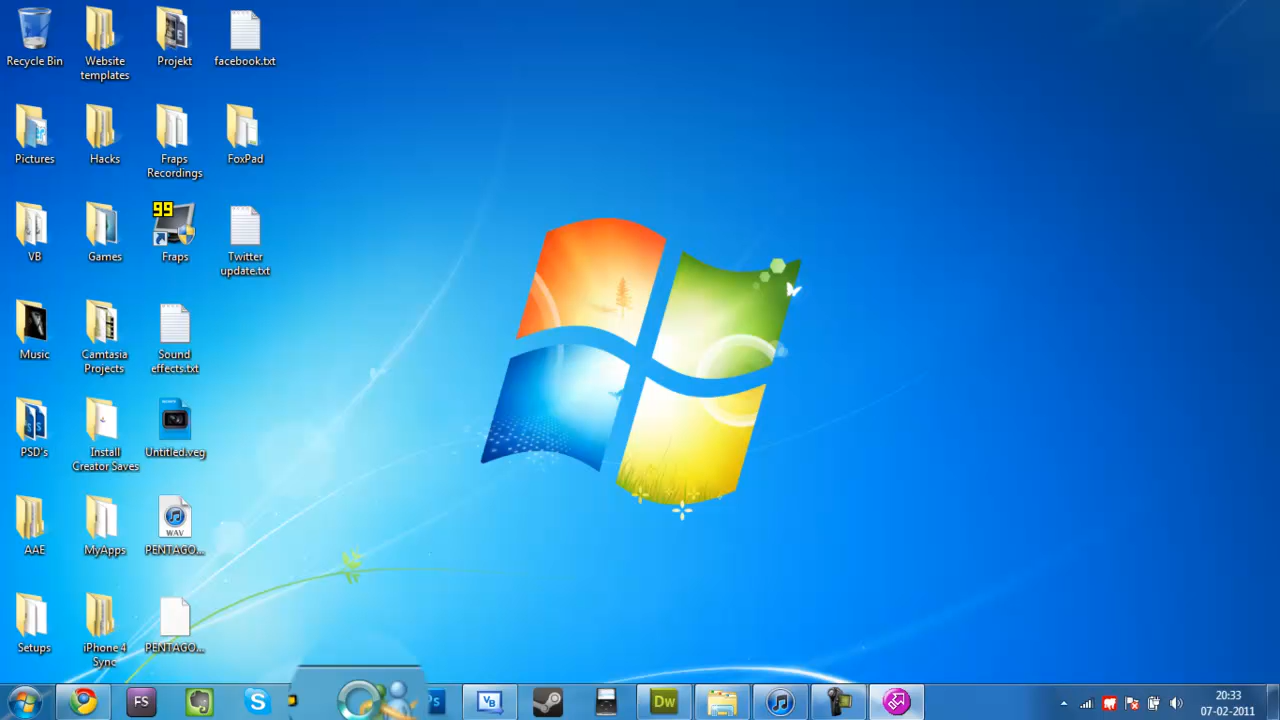 Recycle Bin
Website
templates
Projekt
facebook.txt
Pictures
Hacks
Fraps
Recordings
FoxPad
99
VB
Games
Fraps
Twitter
update.txt
Music
Camtasia
Projects
Sound
effects.txt
PSD's
Install
Creator Saves
Untitled.veg
WAV
AAE
MyApps
PENTAGO...
Setups
iPhone 4
Sync
PENTAGO...
FS
VB
Dw
20:33
07-02-2011